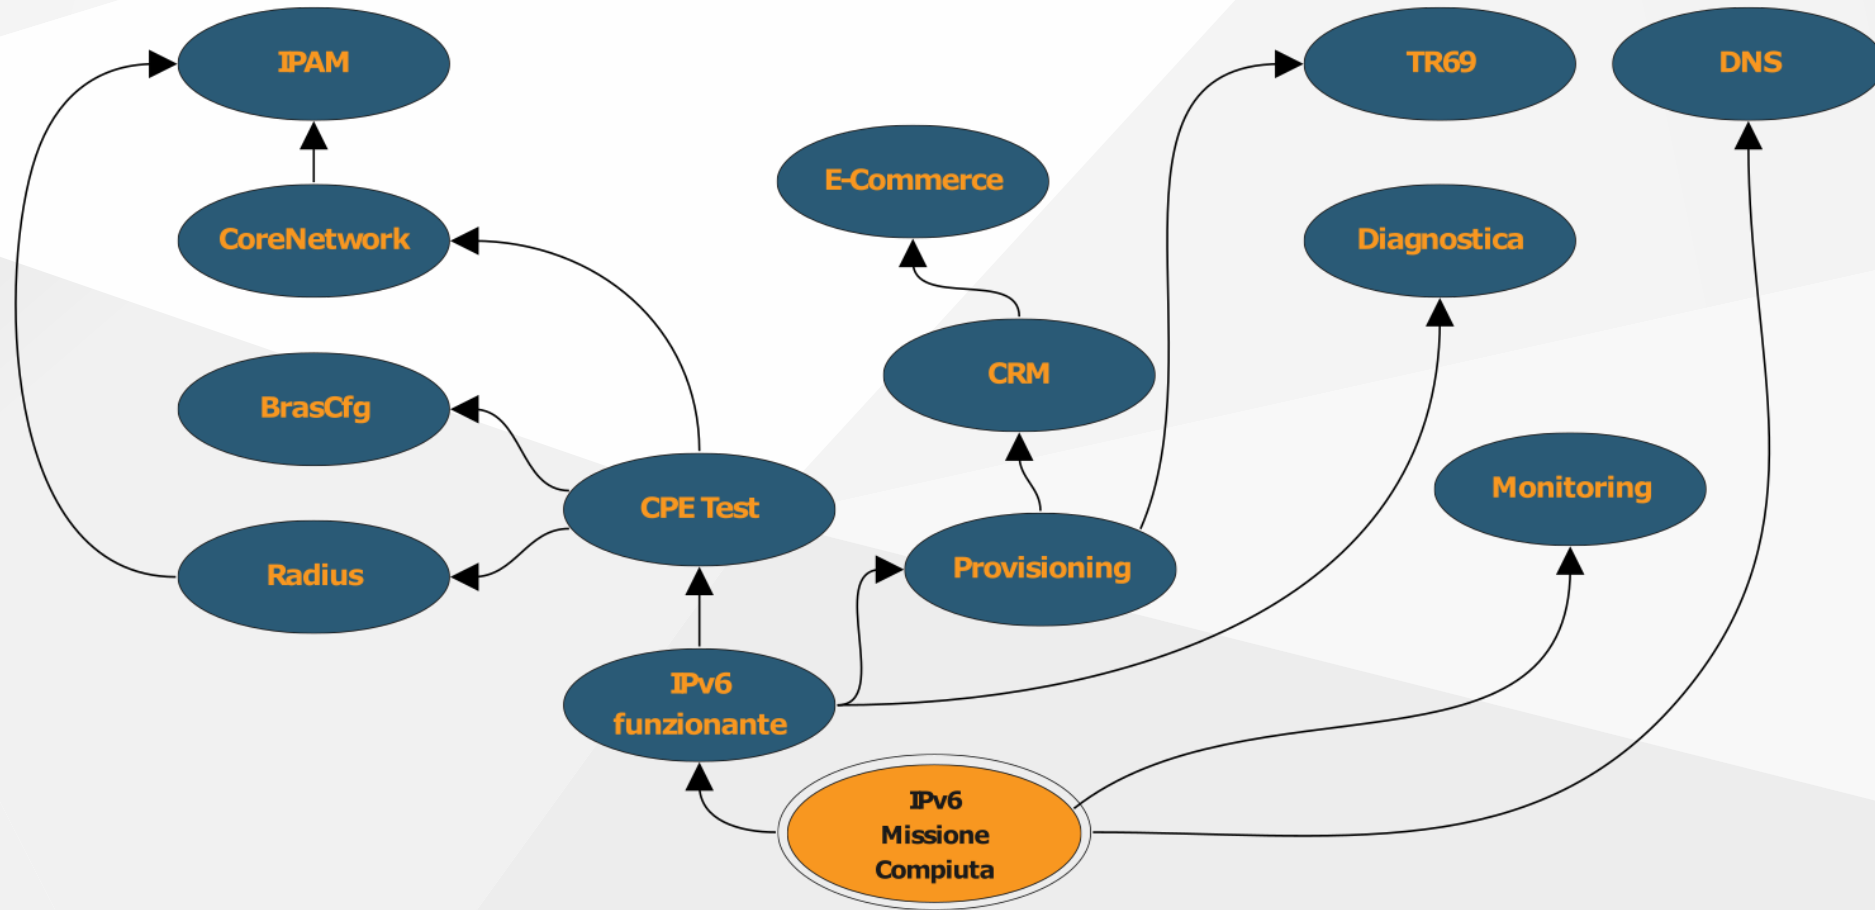 IPAM
TR69
DNS
E-Commerce
CoreNetwork
Diagnostica
CRM
BrasCfg
Monitoring
CPE Test
Provisioning
Radius
IPv6
funzionante
IPv6
Missione
Compiuta